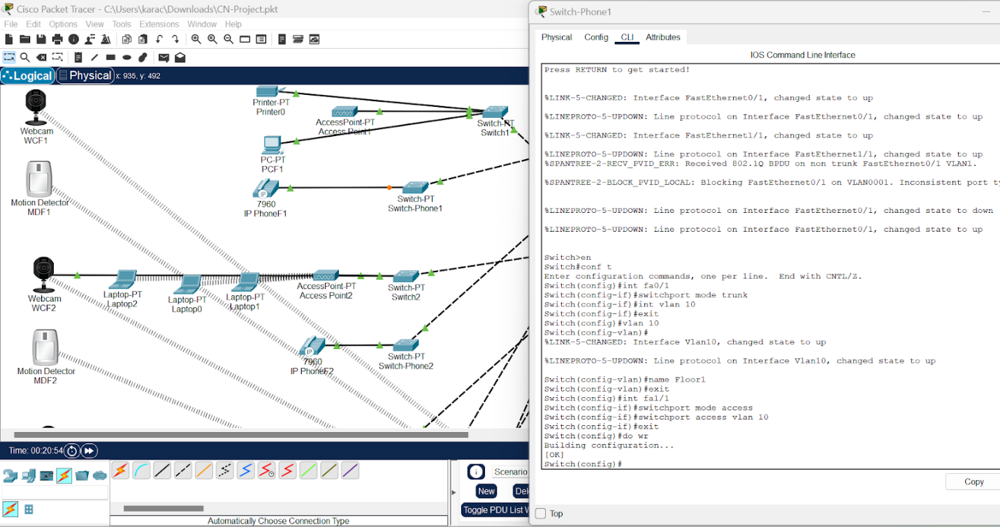 Cisco Packet Tracer - C:\Users\karac\Downloads\CN-Project.pkt
File Edit Options View Tools Extensions Window Help
Logical Physical x: 935, y: 492
Webcam
WCF1
Motion Detector
MDF1
Webcam
WCF2
Motion Detector
MDF2
Printer-PT
Printer0
AccessPoint-PT
Access Point1
Switch-PT
Switch1
PC-PT
PCF1
IP
7960
IP PhoneF1
Switch-PT
Switch-Phone1
Laptop-PT
Laptop2
Laptop-PT
Laptop0
Laptop-PT
Laptop1
AccessPoint-PT
Access Point2
Switch-PT
Switch2
IP
7960
IP PhoneF2
Switch-PT
Switch-Phone2
Time: 00:20:54
Automatically Choose Connection Type
Scenario
New
Toggle PDU List
Switch-Phone1
Physical Config CLI Attributes
IOS Command Line Interface
Press RETURN to get started!
%LINK-5-CHANGED: Interface FastEthernet0/1, changed state to up
%LINEPROTO-5-UPDOWN: Line protocol on Interface FastEthernet0/1, changed state to up
%LINK-5-CHANGED: Interface FastEthernet1/1, changed state to up
%LINEPROTO-5-UPDOWN: Line protocol on Interface FastEthernet1/1, changed state to up
%SPANTREE-2-RECV_PVID_ERR: Received 802.1Q BPDU on non trunk FastEthernet0/1 VLAN1.
%SPANTREE-2-BLOCK_PVID_LOCAL: Blocking FastEthernet0/1 on VLAN0001. Inconsistent port
%LINEPROTO-5-UPDOWN: Line protocol on Interface FastEthernet0/1, changed state to down
%LINEPROTO-5-UPDOWN: Line protocol on Interface FastEthernet0/1, changed state to up
Switch>en
Switch#conf t
Enter configuration commands, one per line. End with CNTL/Z.
Switch(config)#int fa0/1
Switch(config-if)#switchport mode trunk
Switch(config-if)#int vlan 10
Switch(config-if)#exit
Switch(config)#vlan 10
Switch(config-vlan)#
%LINK-5-CHANGED: Interface Vlan10, changed state to up
%LINEPROTO-5-UPDOWN: Line protocol on Interface Vlan10, changed state to up
Switch(config-vlan)#name Floor1
Switch(config-vlan)#exit
Switch(config)#int fa1/1
Switch(config-if)#switchport mode access
Switch(config-if)#switchport access vlan 10
Switch(config-if)#exit
Switch(config)#do wr
Building configuration...
[OK]
Switch(config)#
Copy
Top